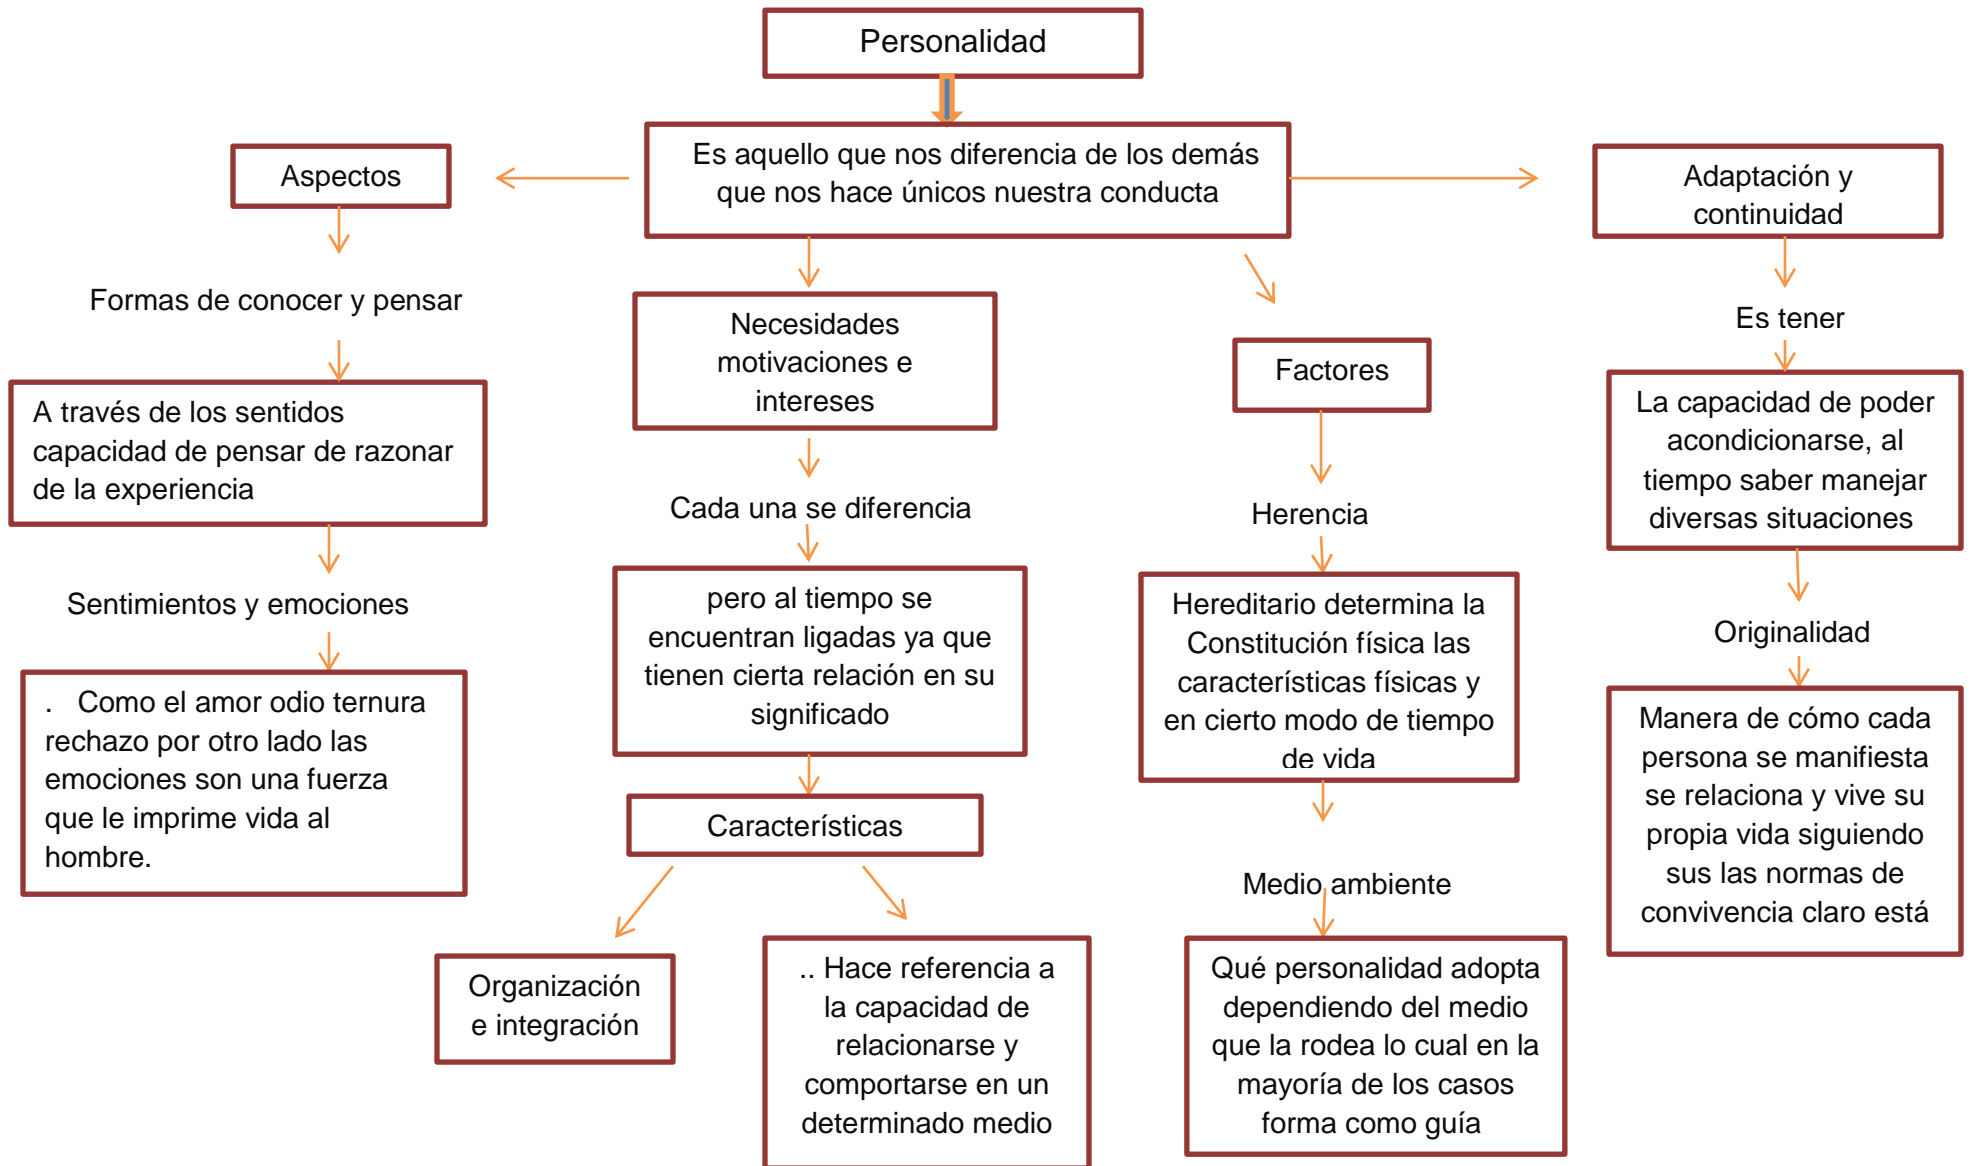 Personalidad
Es aquello que nos diferencia de los demás
que nos hace únicos nuestra conducta
Aspectos
Formas de conocer y pensar
A través de los sentidos
capacidad de pensar de razonar
de la experiencia
Sentimientos y emociones
. Como el amor odio ternura
rechazo por otro lado las
emociones son una fuerza
que le imprime vida al
hombre.
Necesidades
motivaciones e
intereses
Cada una se diferencia
pero al tiempo se
encuentran ligadas ya que
tienen cierta relación en su
significado
Características
Organización
e integración
.. Hace referencia a
la capacidad de
relacionarse y
comportarse en un
determinado medio
Factores
Herencia
Hereditario determina la
Constitución física las
características físicas y
en cierto modo de tiempo
de vida
Medio ambiente
Qué personalidad adopta
dependiendo del medio
que la rodea lo cual en la
mayoría de los casos
forma como guía
Adaptación y
continuidad
Es tener
La capacidad de poder
acondicionarse, al
tiempo saber manejar
diversas situaciones
Originalidad
Manera de cómo cada
persona se manifiesta
se relaciona y vive su
propia vida siguiendo
sus las normas de
convivencia claro está